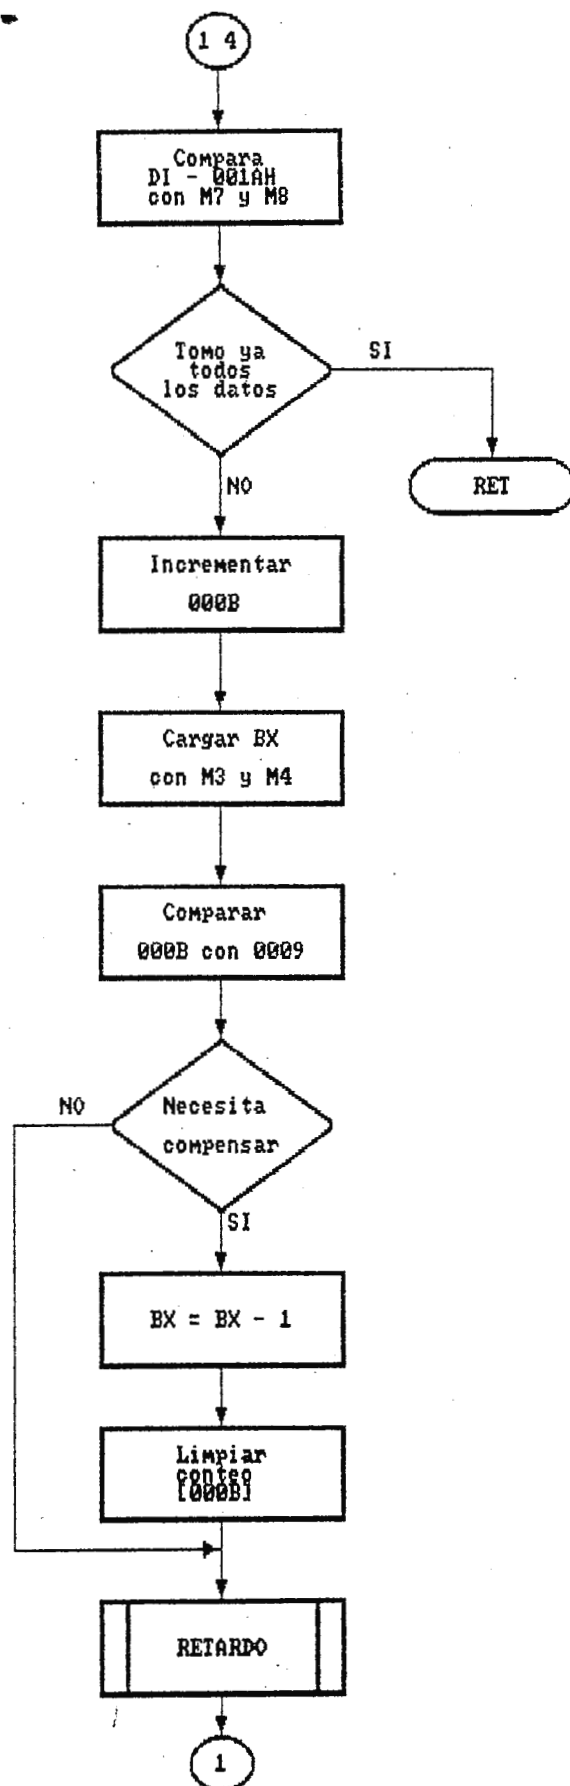 1 4
Compara
DI - 001AH
con M7 y M8
Tomo ya
todos
los datos
SI
RET
NO
Incrementar
000B
Cargar BX
con M3 y M4
Comparar
000B con 0009
NO
Necesita
compensar
SI
BX = BX - 1
Limpiar
conteo
[000B]
RETARDO
1